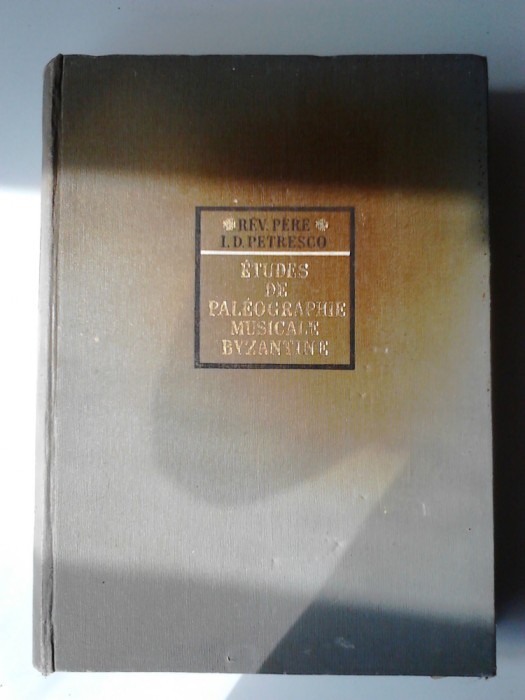 RÉV. PÈRE
I. D. PETRESCO
ÉTUDES
DE
PALÉOGRAPHIE
MUSICALE
BYZANTINE